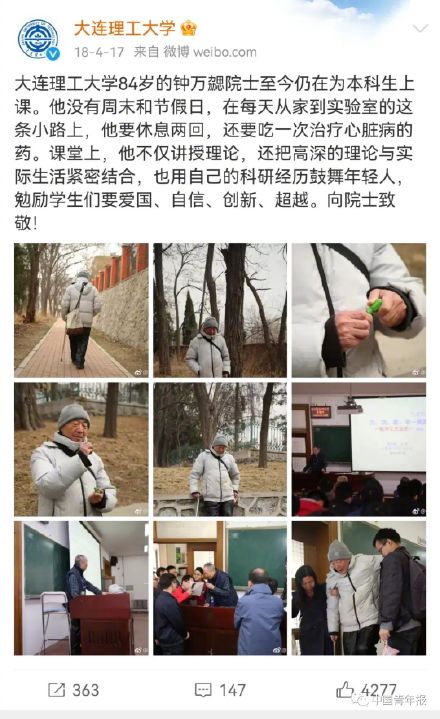 大连理工大学
18-4-17 来自 微博 weibo.com
大连理工大学84岁的钟万勰院士至今仍在为本科生上
课。他没有周末和节假日，在每天从家到实验室的这
条小路上，他要休息两回，还要吃一次治疗心脏病的
药。课堂上，他不仅讲授理论，还把高深的理论与实
际生活紧密结合，也用自己的科研经历鼓舞年轻人，
勉励学生们要爱国、自信、创新、超越。向院士致
敬！
363
147
4277
中国青年报